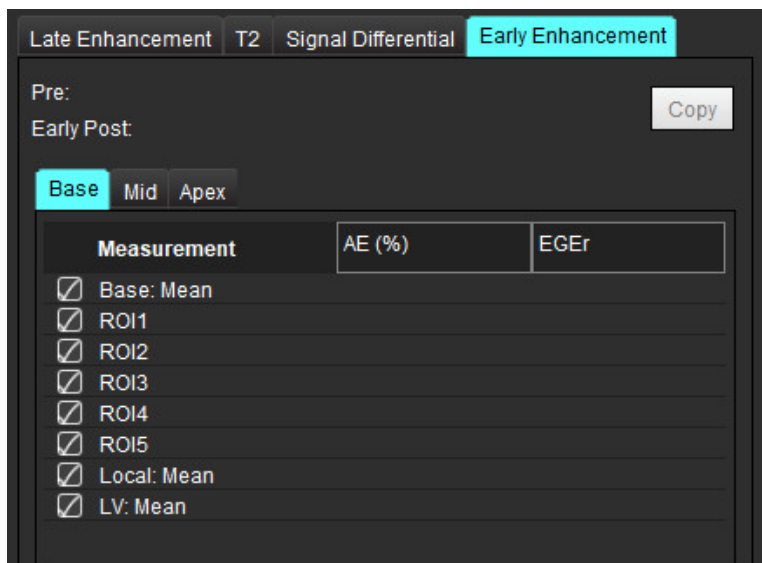 Late Enhancement T2 Signal Differential Early Enhancement
Pre:
Copy
Early Post:
Base Mid Apex
Measurement AE (%) EGEr
Base: Mean
ROI1
ROI2
ROI3
ROI4
ROI5
Local: Mean
LV: Mean